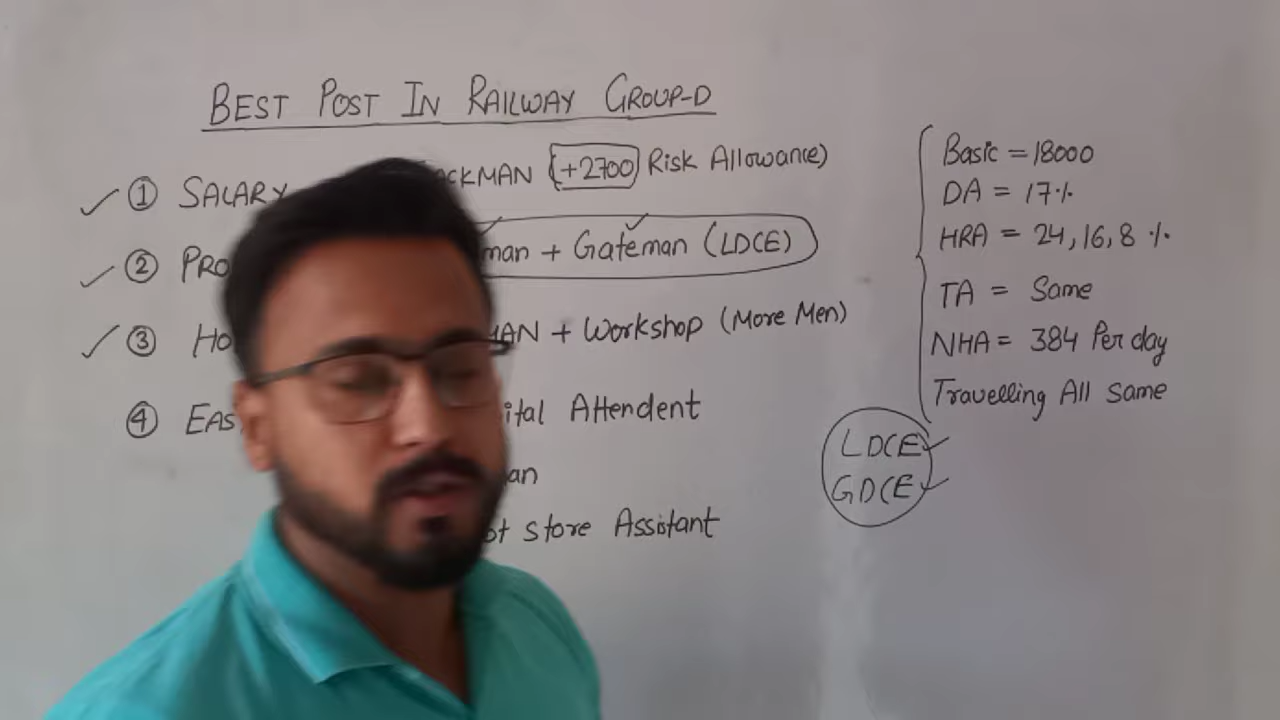 BEST POST IN RAILWAY GROUP-D
① SALARY ACKMAN (+2700 Risk Allowance)
② PRO man + Gateman (LDCE)
③ HO MAN + Workshop (More Men)
④ EAS ital Attendent
an
ot store Assistant
Basic = 18000
DA = 17%
HRA = 24, 16, 8 %
TA = Same
NHA = 384 Per day
Travelling All same
LDCE
GDCE